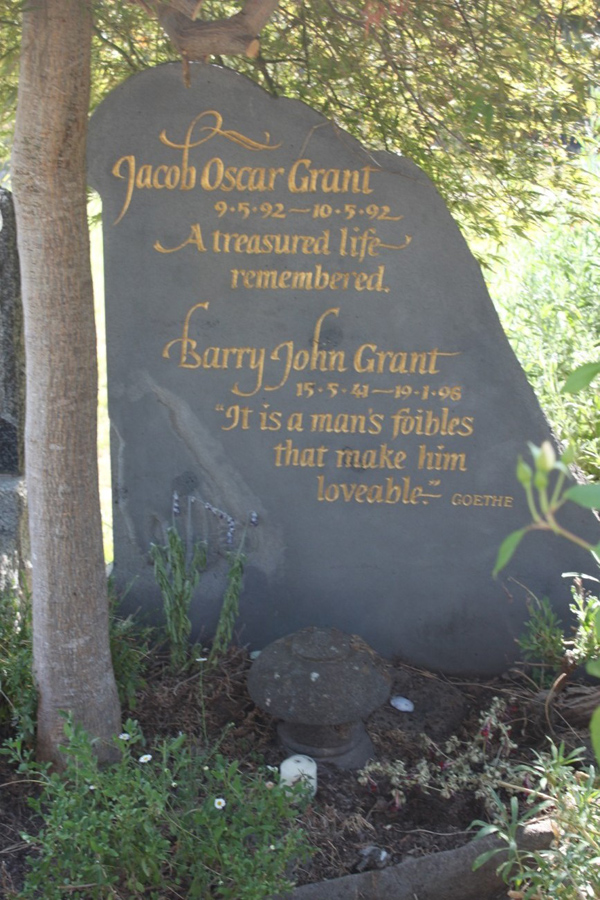 Jacob Oscar Grant
9·5·92—10·5·92
A treasured life
remembered.
Barry John Grant
15·5·41—19·1·96
"It is a man's foibles
that make him
loveable." GOETHE